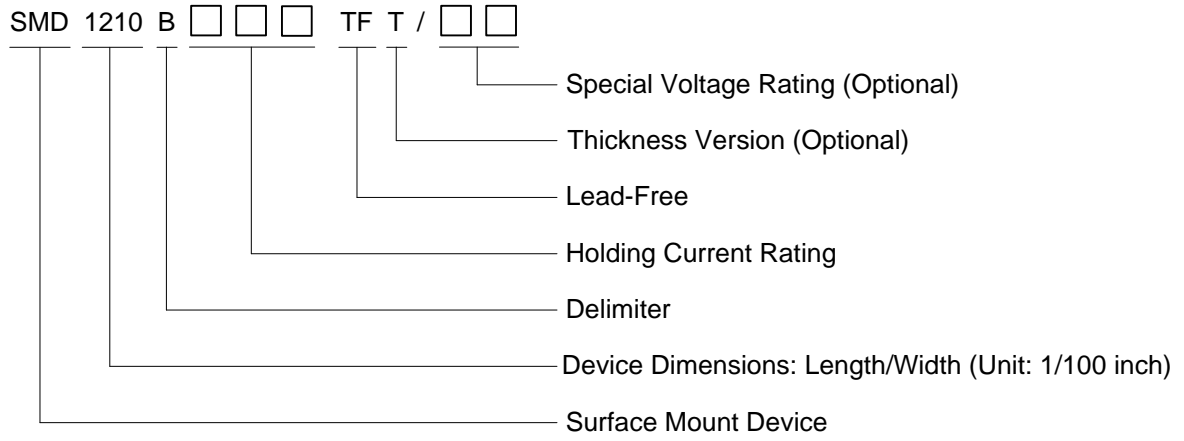 SMD 1210 B □ □ □ TF T / □ □
Special Voltage Rating (Optional)
Thickness Version (Optional)
Lead-Free
Holding Current Rating
Delimiter
Device Dimensions: Length/Width (Unit: 1/100 inch)
Surface Mount Device